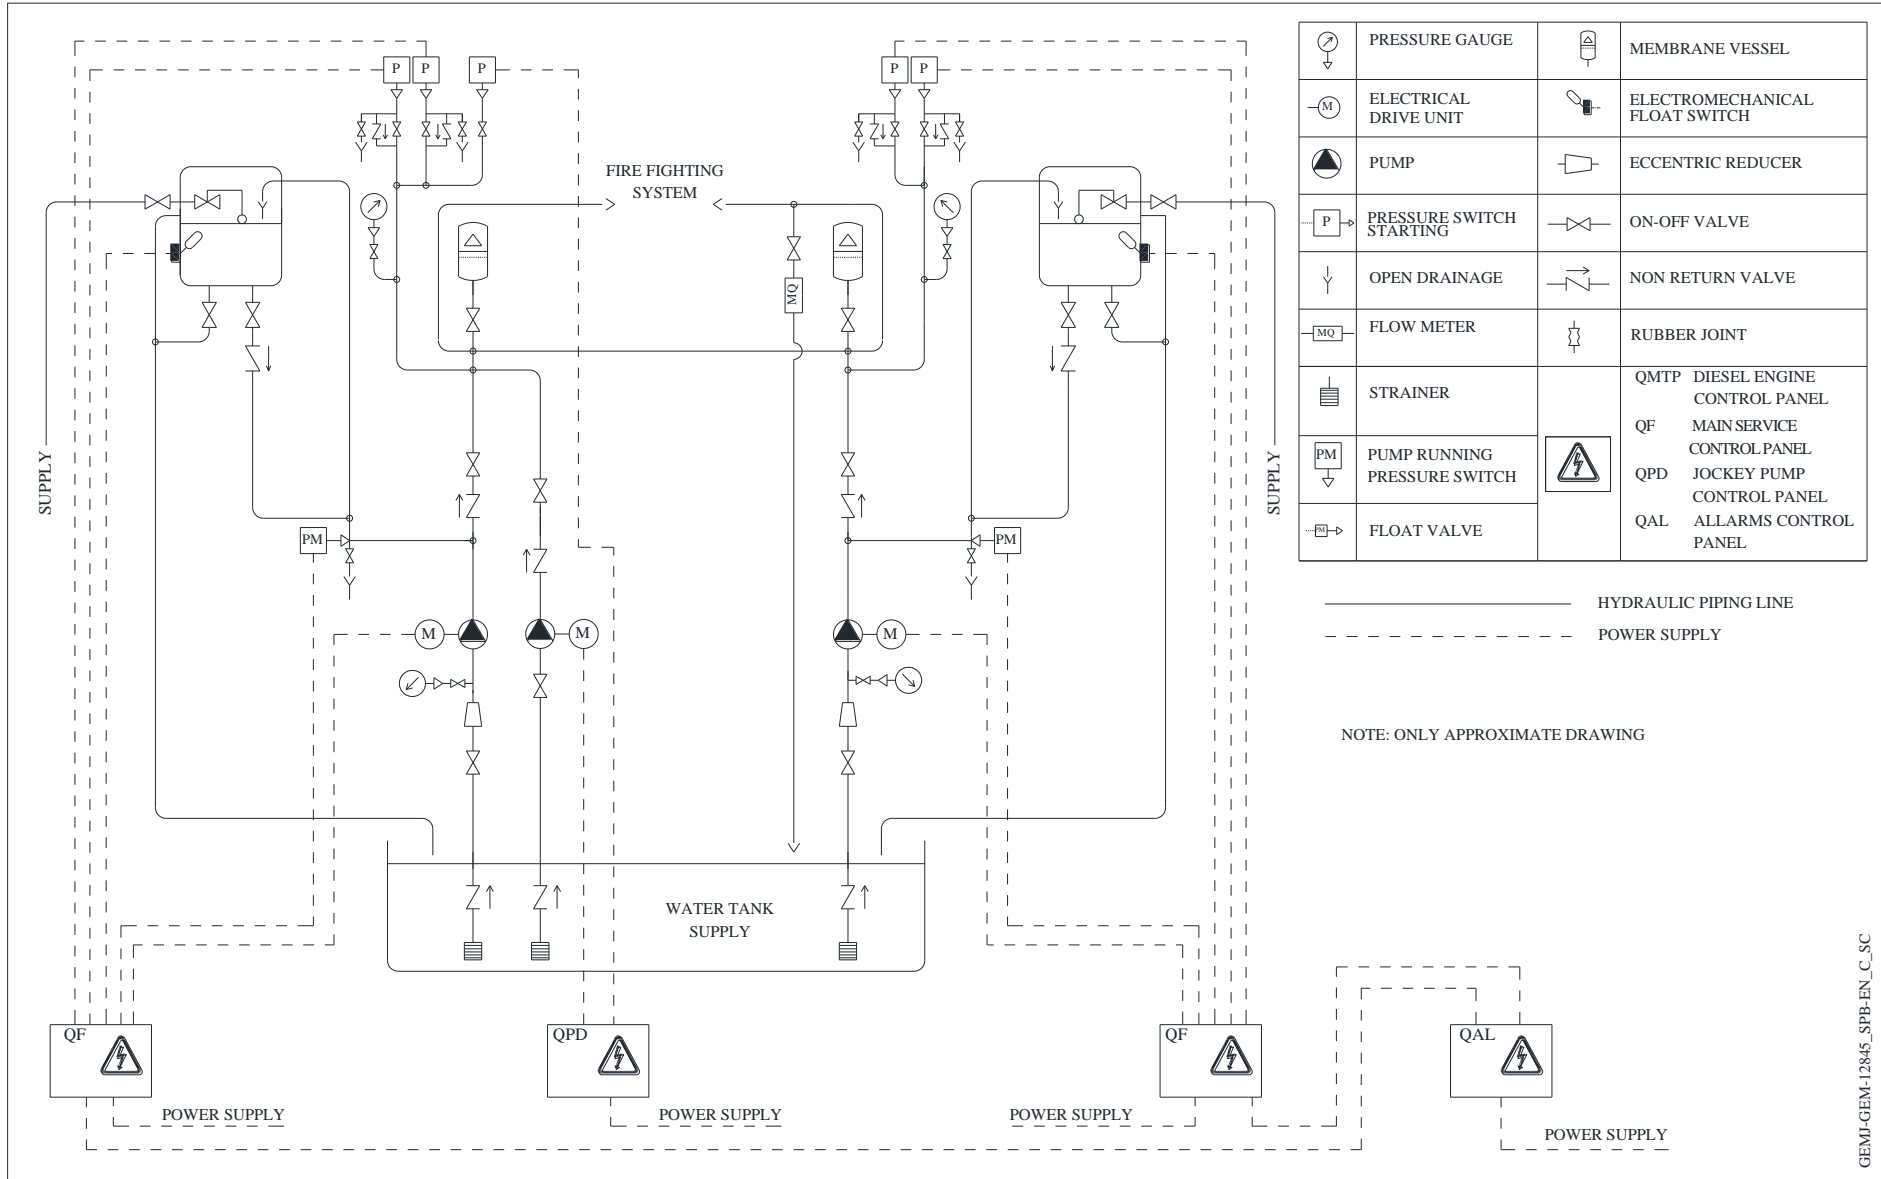 P
P
P
P
P
FIRE FIGHTING
SYSTEM
MQ
SUPPLY
SUPPLY
PM
PM
M
M
M
WATER TANK
SUPPLY
QF
QPD
QF
QAL
POWER SUPPLY
POWER SUPPLY
POWER SUPPLY
POWER SUPPLY
PRESSURE GAUGE
MEMBRANE VESSEL
M
ELECTRICAL
DRIVE UNIT
ELECTROMECHANICAL
FLOAT SWITCH
PUMP
ECCENTRIC REDUCER
P
PRESSURE SWITCH
STARTING
ON-OFF VALVE
OPEN DRAINAGE
NON RETURN VALVE
MQ
FLOW METER
RUBBER JOINT
STRAINER
PM
PUMP RUNNING
PRESSURE SWITCH
PM
FLOAT VALVE
QMTP DIESEL ENGINE
CONTROL PANEL
QF MAIN SERVICE
CONTROL PANEL
QPD JOCKEY PUMP
CONTROL PANEL
QAL ALLARMS CONTROL
PANEL
HYDRAULIC PIPING LINE
POWER SUPPLY
NOTE: ONLY APPROXIMATE DRAWING
GEMJ-GEM-12845_SPB-EN_C_SC